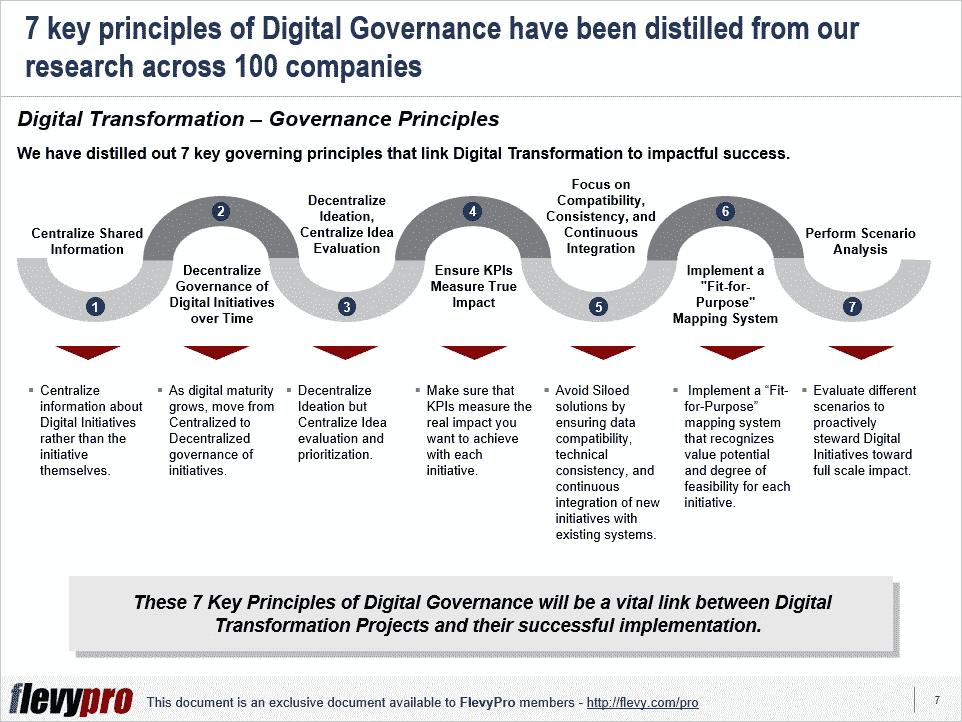 7 key principles of Digital Governance have been distilled from our
research across 100 companies
Digital Transformation – Governance Principles
We have distilled out 7 key governing principles that link Digital Transformation to impactful success.
Centralize Shared
Information
1
2
Decentralize
Governance of
Digital Initiatives
over Time
Decentralize
Ideation,
Centralize Idea
Evaluation
3
4
Ensure KPIs
Measure True
Impact
Focus on
Compatibility,
Consistency, and
Continuous
Integration
5
6
Implement a
"Fit-for-
Purpose"
Mapping System
Perform Scenario
Analysis
7
▪ Centralize
information about
Digital Initiatives
rather than the
initiative
themselves.
▪ As digital maturity
grows, move from
Centralized to
Decentralized
governance of
initiatives.
▪ Decentralize
Ideation but
Centralize Idea
evaluation and
prioritization.
▪ Make sure that
KPIs measure the
real impact you
want to achieve
with each
initiative.
▪ Avoid Siloed
solutions by
ensuring data
compatibility,
technical
consistency, and
continuous
integration of new
initiatives with
existing systems.
▪ Implement a “Fit-
for-Purpose”
mapping system
that recognizes
value potential
and degree of
feasibility for each
initiative.
▪ Evaluate different
scenarios to
proactively
steward Digital
Initiatives toward
full scale impact.
These 7 Key Principles of Digital Governance will be a vital link between Digital
Transformation Projects and their successful implementation.
flevypro
This document is an exclusive document available to FlevyPro members - http://flevy.com/pro
7